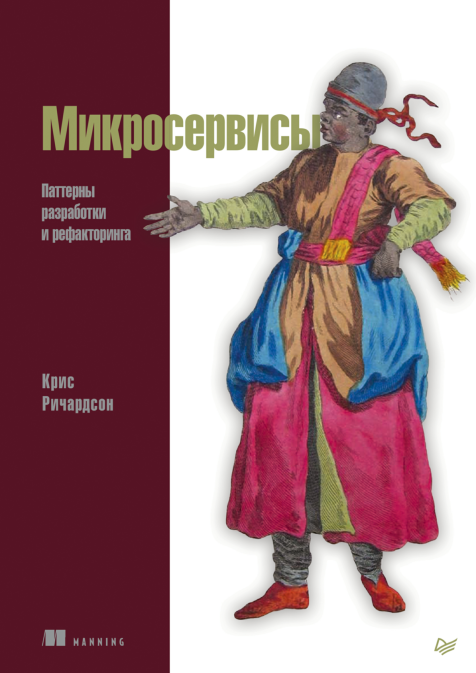 Микросервисы
Паттерны
разработки
и рефакторинга
Крис
Ричардсон
MANNING